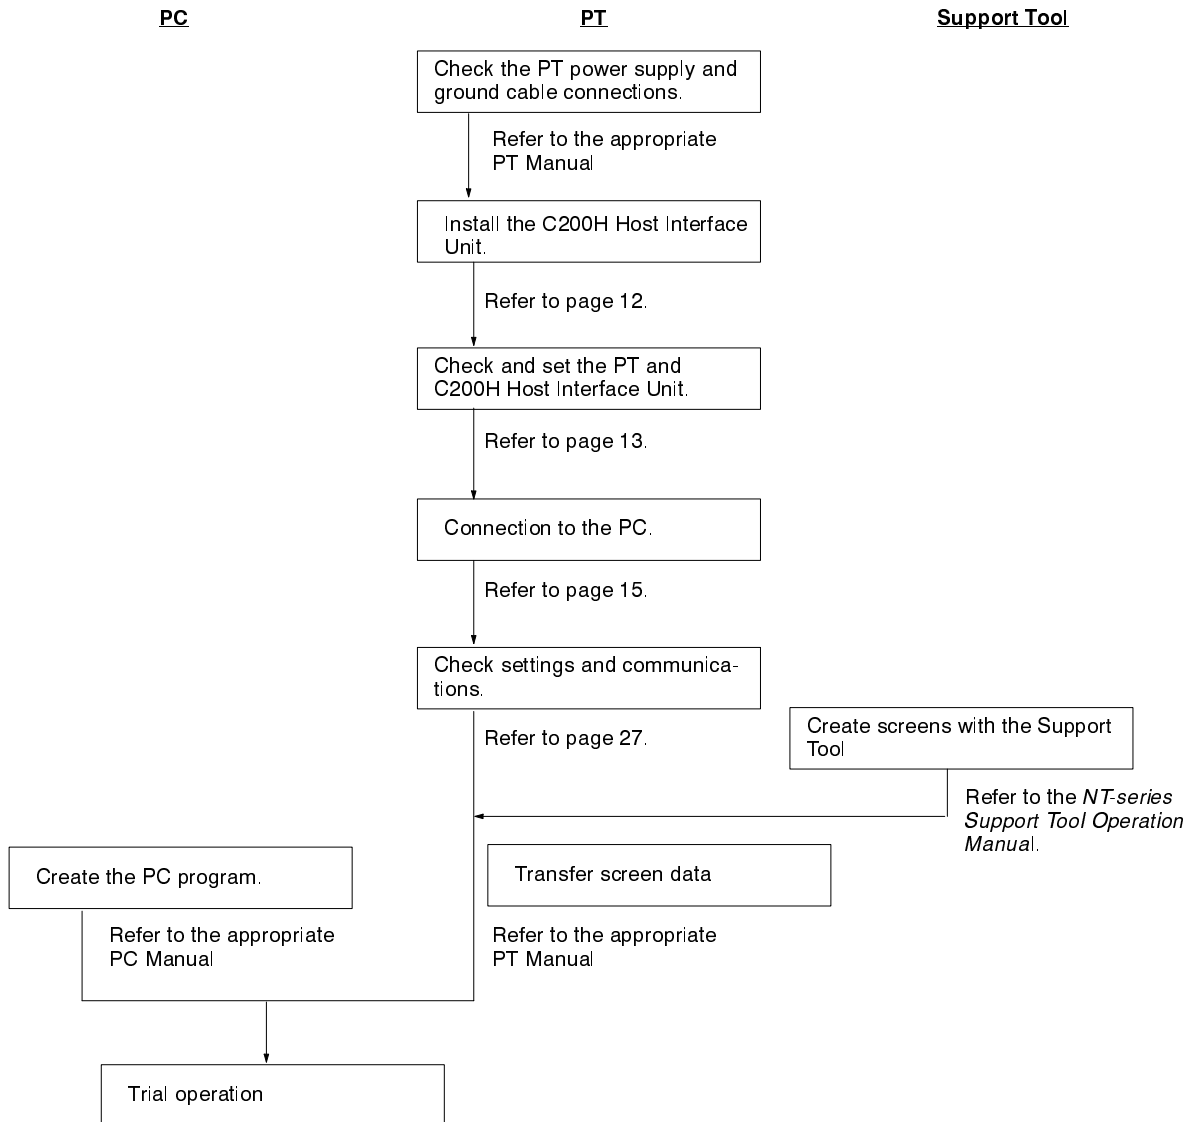 PC
PT
Support Tool
Check the PT power supply and
ground cable connections.
Refer to the appropriate
PT Manual
Install the C200H Host Interface
Unit.
Refer to page 12.
Check and set the PT and
C200H Host Interface Unit.
Refer to page 13.
Connection to the PC.
Refer to page 15.
Check settings and communica-
tions.
Refer to page 27.
Create screens with the Support
Tool
Refer to the NT-series
Support Tool Operation
Manual.
Transfer screen data
Create the PC program.
Refer to the appropriate
PC Manual
Refer to the appropriate
PT Manual
Trial operation